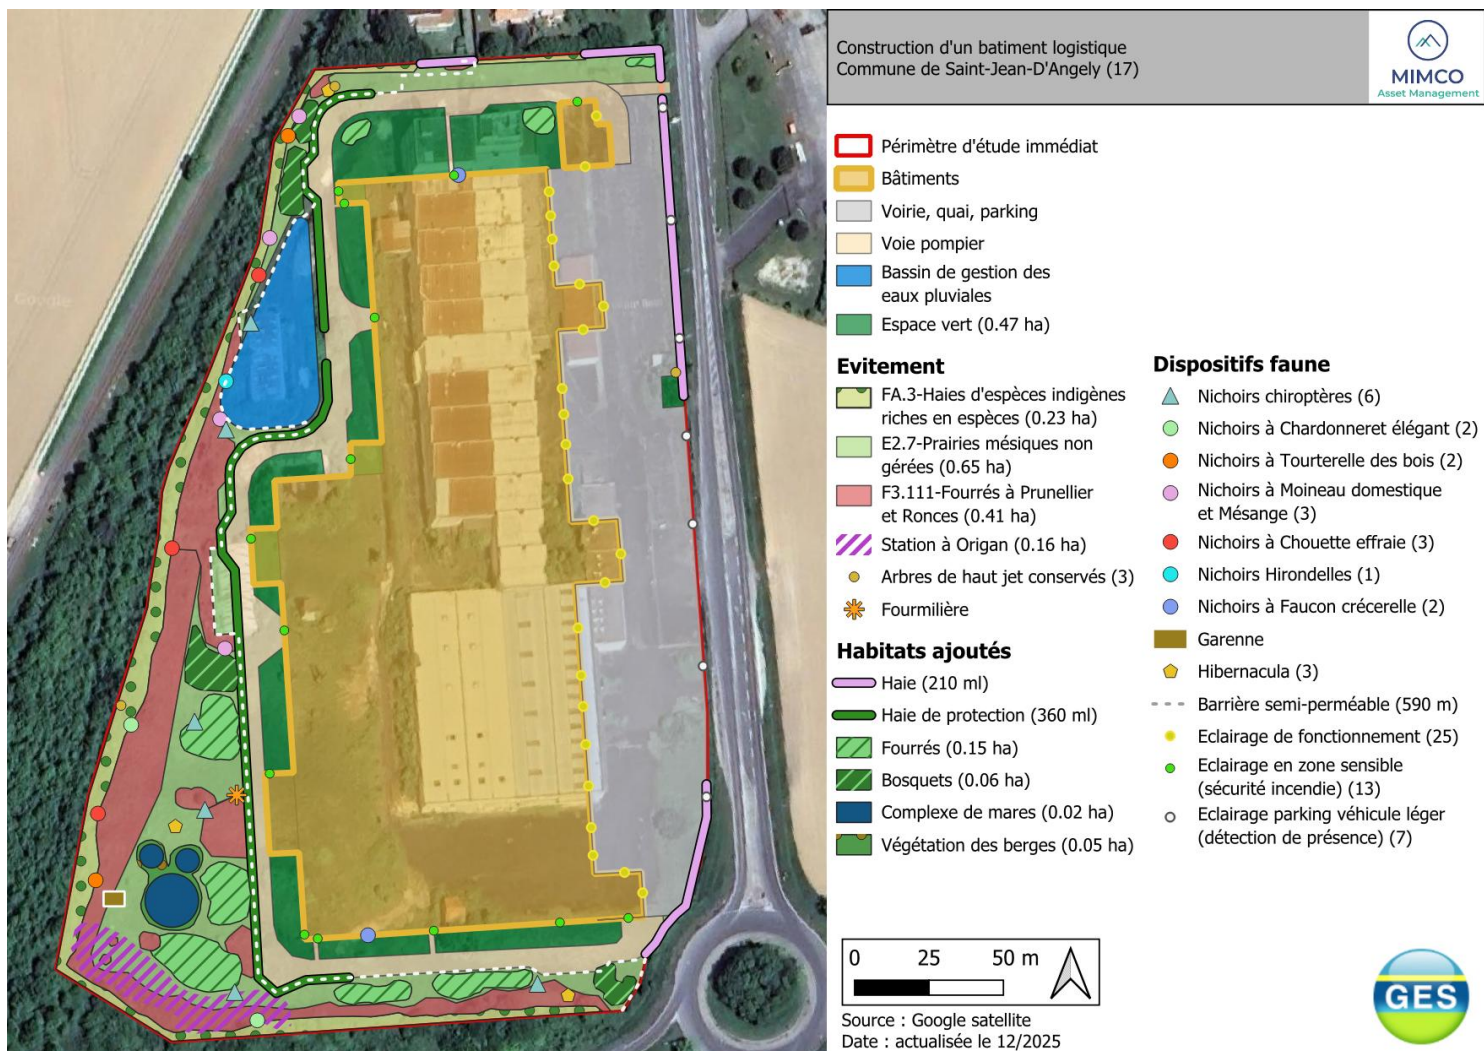 Construction d'un batiment logistique
Commune de Saint-Jean-D'Angely (17)
MIMCO
Asset Management
Périmètre d'étude immédiat
Bâtiments
Voirie, quai, parking
Voie pompier
Bassin de gestion des
eaux pluviales
Espace vert (0.47 ha)
Evitement
FA.3-Haies d'espèces indigènes
riches en espèces (0.23 ha)
E2.7-Prairies mésiques non
gérées (0.65 ha)
F3.111-Fourrés à Prunellier
et Ronces (0.41 ha)
Station à Origan (0.16 ha)
Arbres de haut jet conservés (3)
Fourmilière
Habitats ajoutés
Haie (210 ml)
Haie de protection (360 ml)
Fourrés (0.15 ha)
Bosquets (0.06 ha)
Complexe de mares (0.02 ha)
Végétation des berges (0.05 ha)
Dispositifs faune
Nichoirs chiroptères (6)
Nichoirs à Chardonneret élégant (2)
Nichoirs à Tourterelle des bois (2)
Nichoirs à Moineau domestique
et Mésange (3)
Nichoirs à Chouette effraie (3)
Nichoirs Hirondelles (1)
Nichoirs à Faucon crécerelle (2)
Garenne
Hibernacula (3)
Barrière semi-perméable (590 m)
Eclairage de fonctionnement (25)
Eclairage en zone sensible
(sécurité incendie) (13)
Eclairage parking véhicule léger
(détection de présence) (7)
0 25 50 m
Source : Google satellite
Date : actualisée le 12/2025
GES
Google